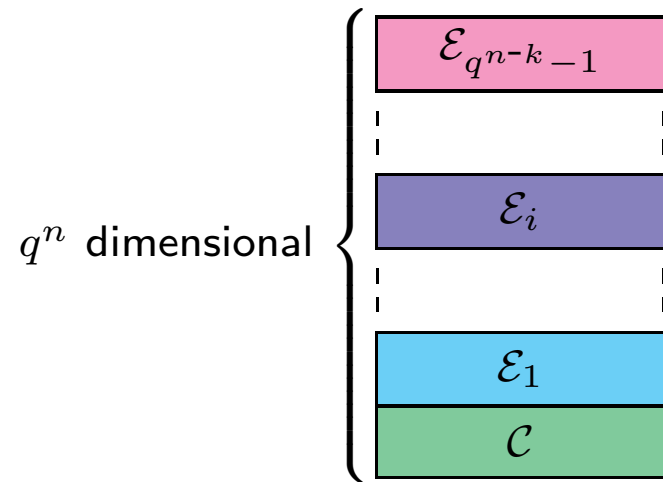 $\mathcal{E}_{q^{n-k}-1}$
$\mathcal{E}_i$
$q^n$ dimensional
$\mathcal{E}_1$
$\mathcal{C}$